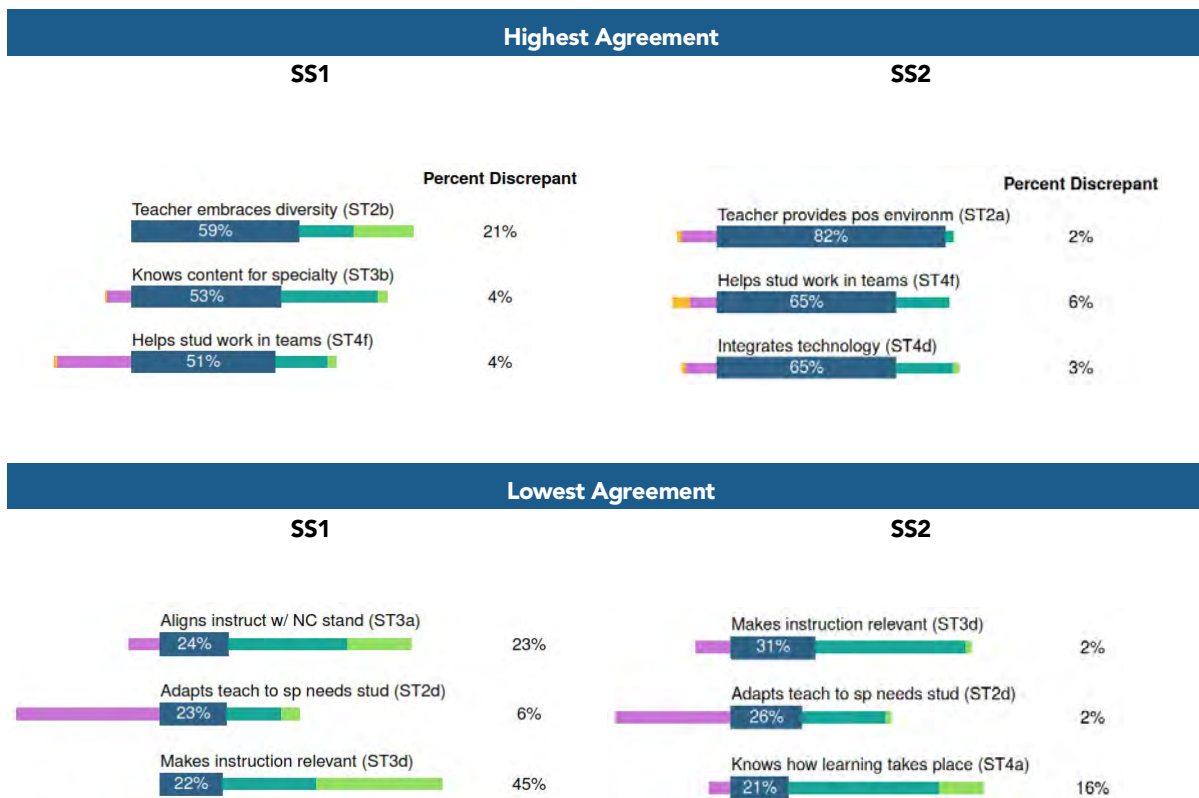 Highest Agreement
SS1
SS2
Percent Discrepant
Teacher embraces diversity (ST2b)
59%
21%
Knows content for specialty (ST3b)
53%
4%
Helps stud work in teams (ST4f)
51%
4%
Percent Discrepant
Teacher provides pos environm (ST2a)
82%
2%
Helps stud work in teams (ST4f)
65%
6%
Integrates technology (ST4d)
65%
3%
Lowest Agreement
SS1
SS2
Aligns instruct w/ NC stand (ST3a)
24%
23%
Adapts teach to sp needs stud (ST2d)
23%
6%
Makes instruction relevant (ST3d)
22%
45%
Makes instruction relevant (ST3d)
31%
2%
Adapts teach to sp needs stud (ST2d)
26%
2%
Knows how learning takes place (ST4a)
21%
16%